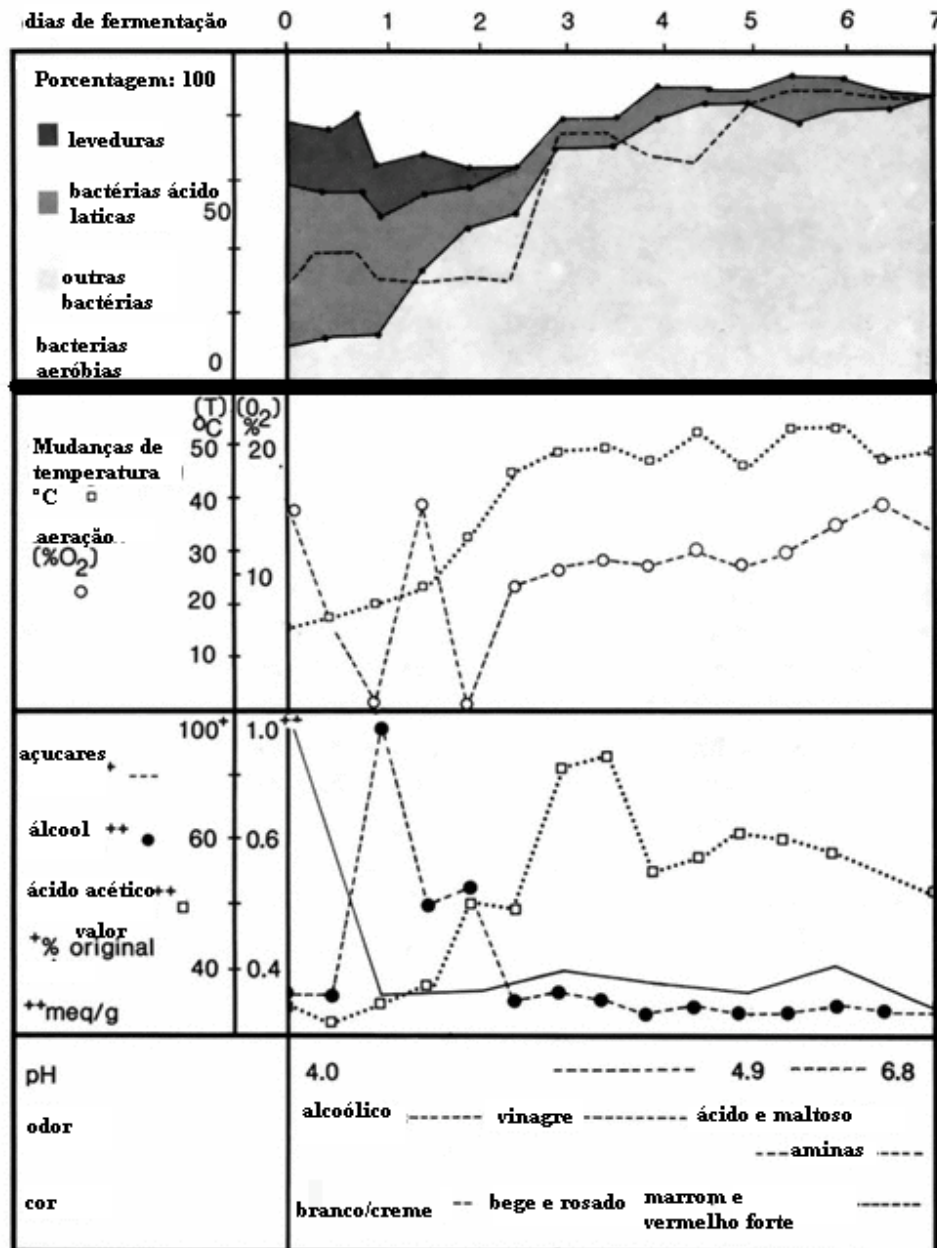 dias de fermentação 0 1 2 3 4 5 6 7
Porcentagem: 100
leveduras
bactérias ácido
laticas
50
outras
bactérias
bacterias
aeróbias
0
(T) (O2)
°C %
Mudanças de
temperatura
°C
50 20
40
aeração
(%O2)
30
10
20
10
100+ 1.0++
açucares+
álcool ++
60 0.6
ácido acético++
valor
+% original
40 0.4
++meq/g
pH 4.0 4.9 6.8
odor alcoólico vinagre ácido e maltoso
aminas
cor branco/creme bege e rosado marrom e
vermelho forte